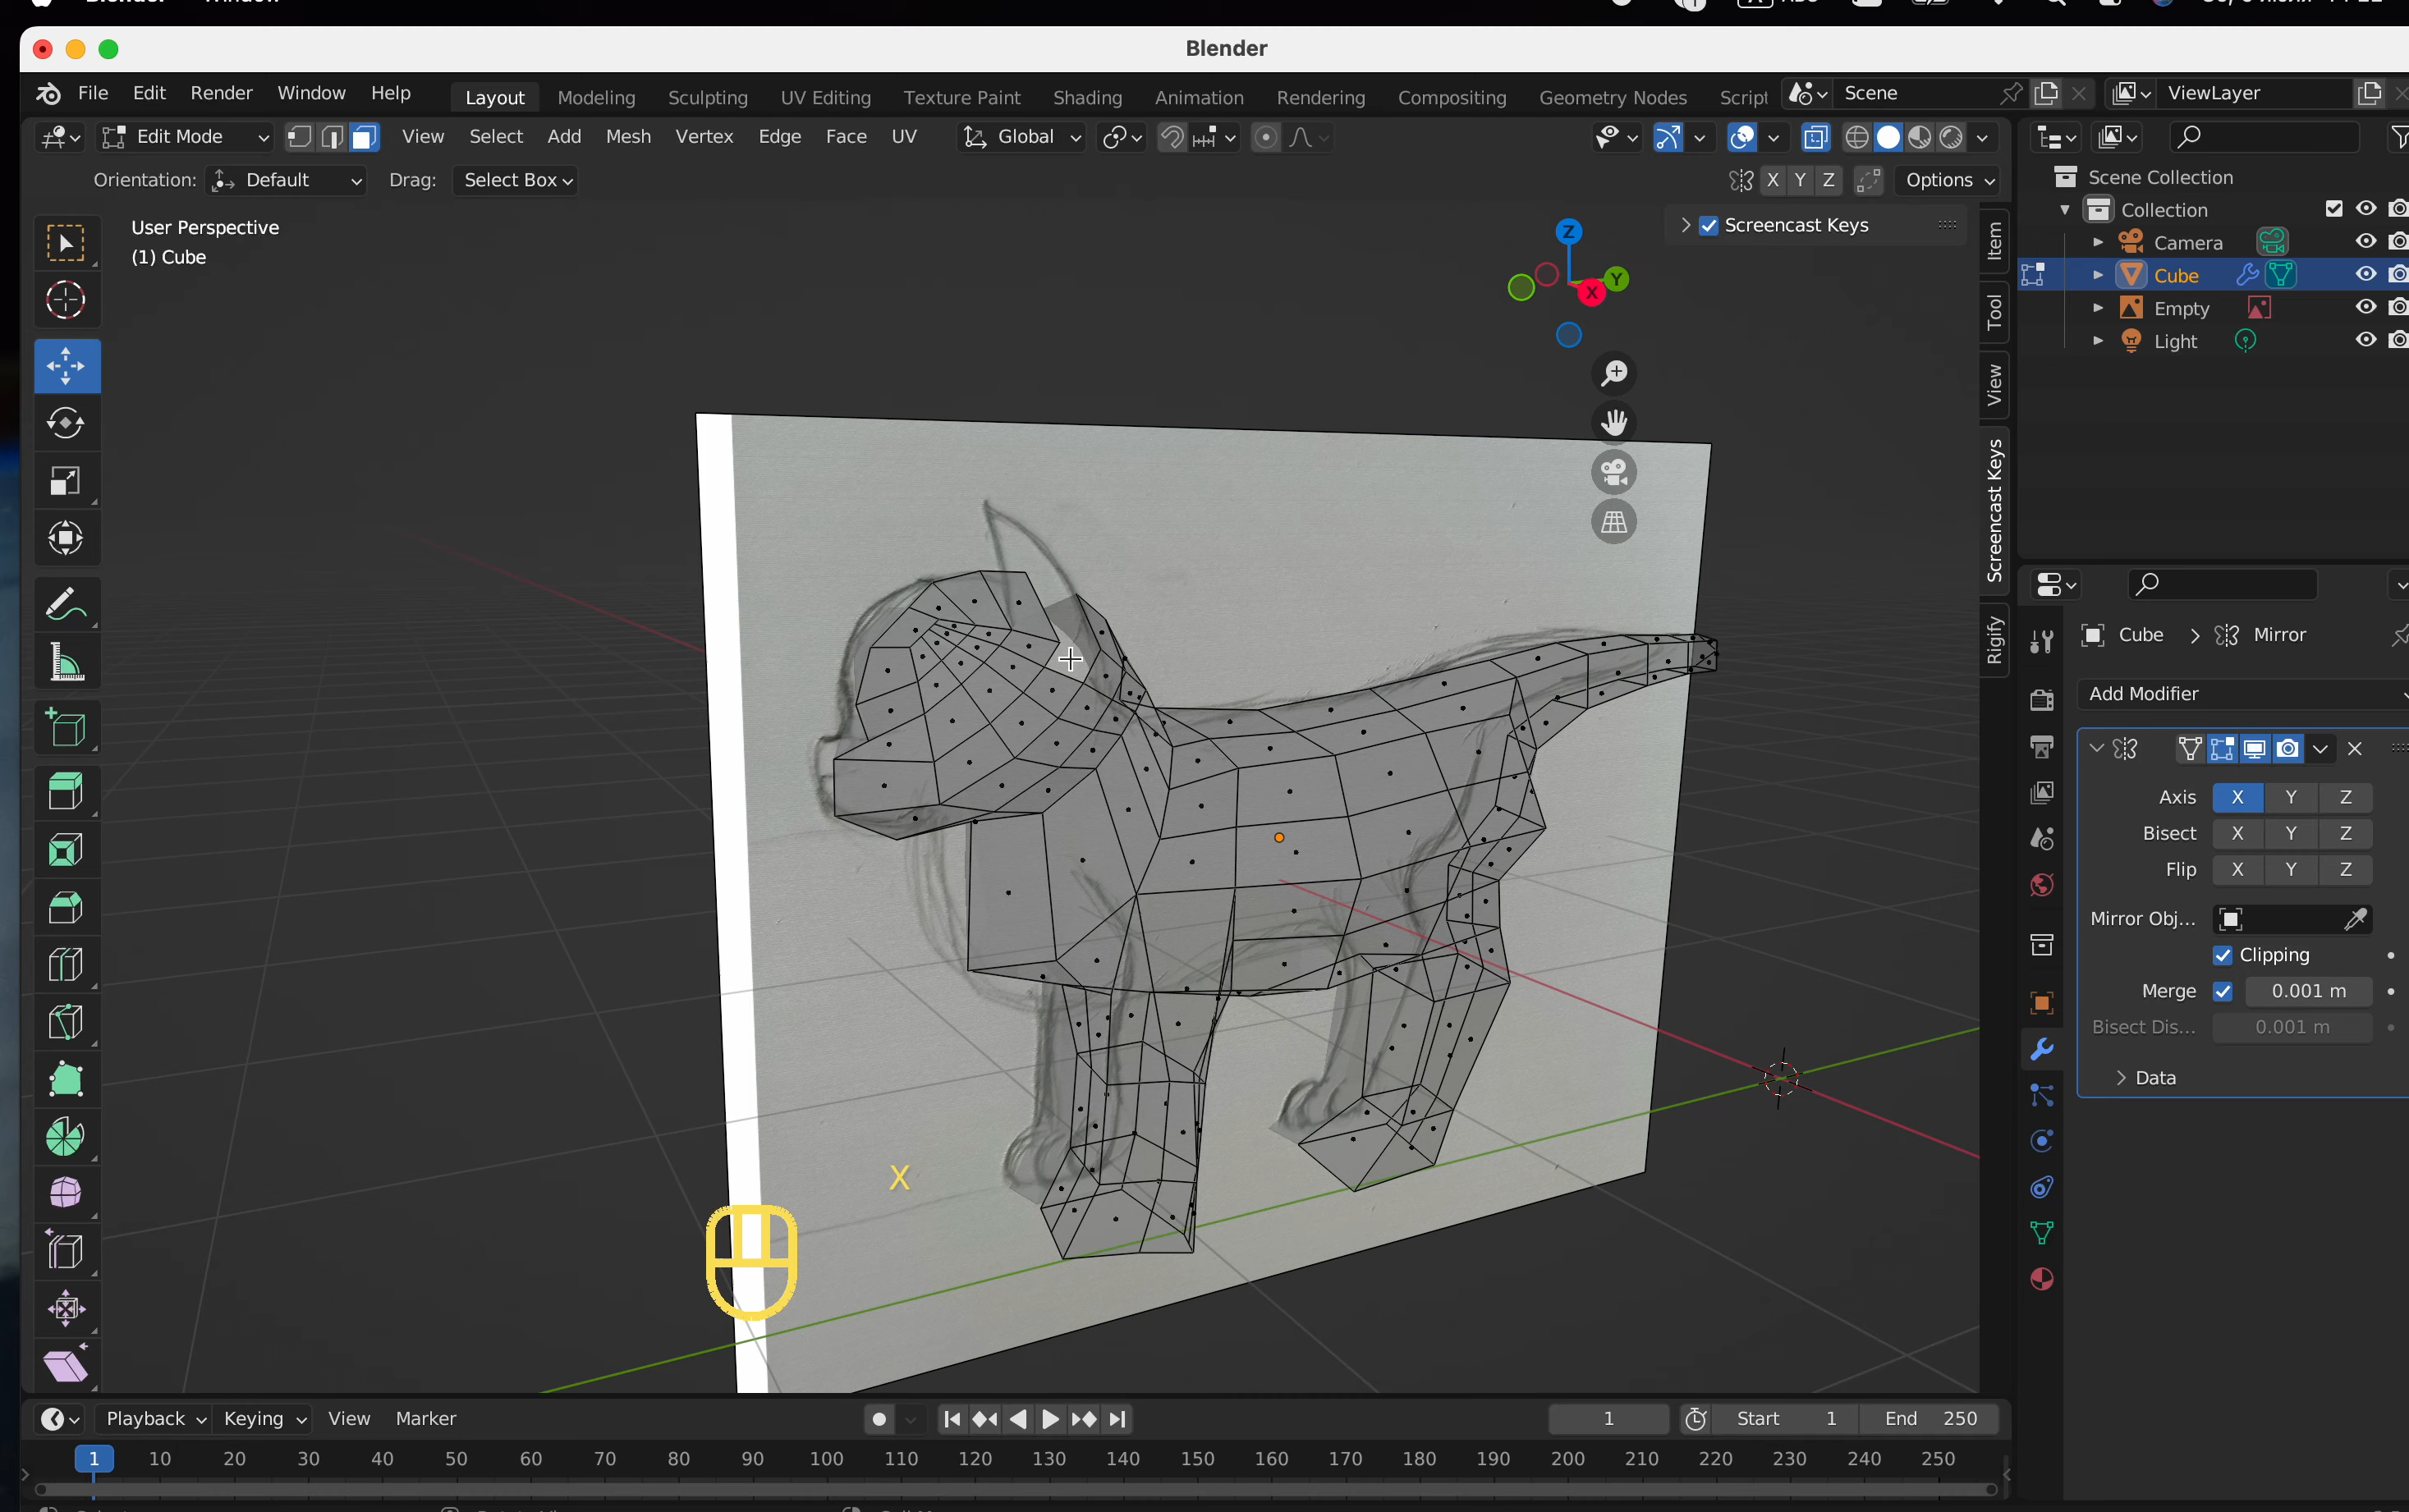 Blender
File Edit Render Window Help Layout Modeling Sculpting UV Editing Texture Paint Shading Animation Rendering Compositing Geometry Nodes Script Scene ViewLayer
Edit Mode View Select Add Mesh Vertex Edge Face UV Global
Orientation: Default Drag: Select Box X Y Z Options
User Perspective
(1) Cube
Screencast Keys
Z
Y
X
Item
Tool
View
Screencast Keys
Rigify
X
Scene Collection
Collection
Camera
Cube
Empty
Light
Cube > Mirror
Add Modifier
Axis X Y Z
Bisect X Y Z
Flip X Y Z
Mirror Obj...
Clipping
Merge 0.001 m
Bisect Dis... 0.001 m
Data
Playback Keying View Marker 1 Start 1 End 250
1 10 20 30 40 50 60 70 80 90 100 110 120 130 140 150 160 170 180 190 200 210 220 230 240 250